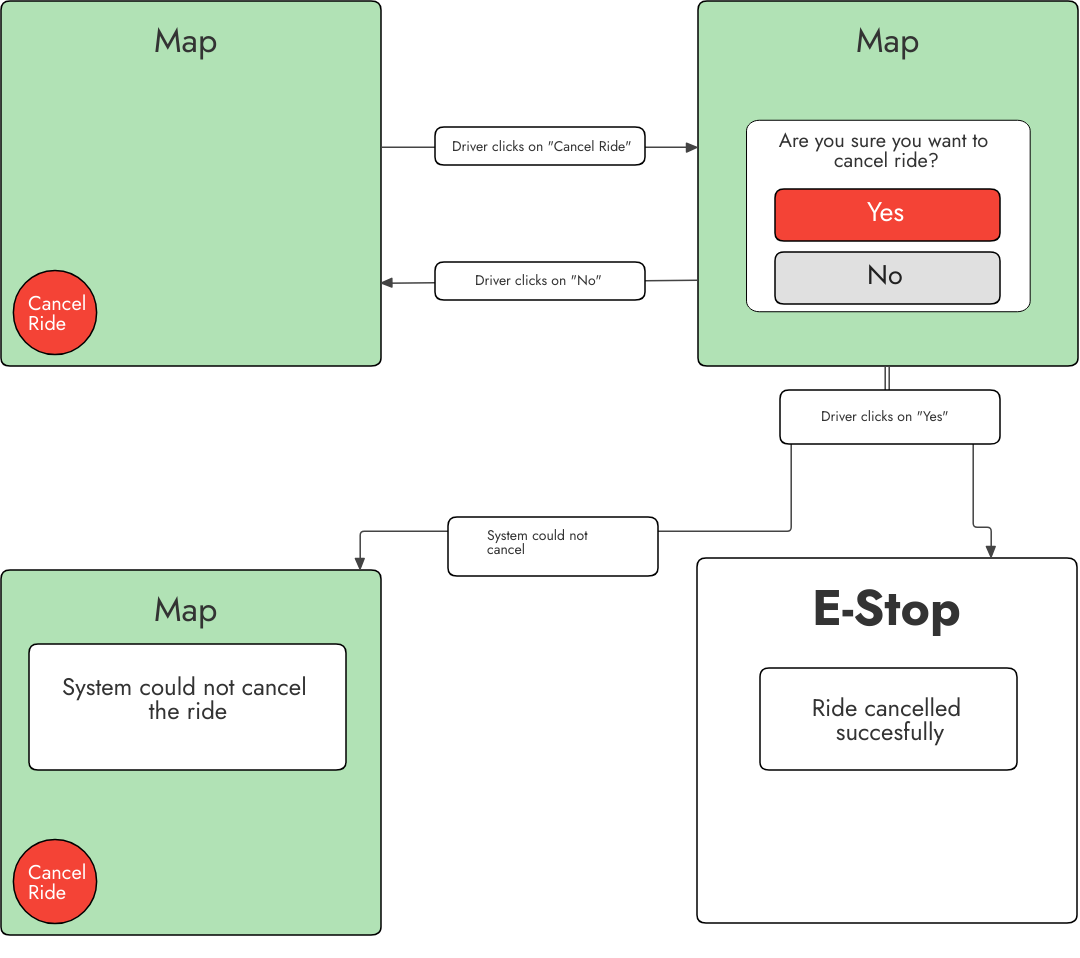 Map
Map
Driver clicks on "Cancel Ride"
Are you sure you want to
cancel ride?
Yes
Driver clicks on "No"
No
Cancel
Ride
Driver clicks on "Yes"
System could not
cancel
Map
E-Stop
System could not cancel
the ride
Ride cancelled
succesfully
Cancel
Ride